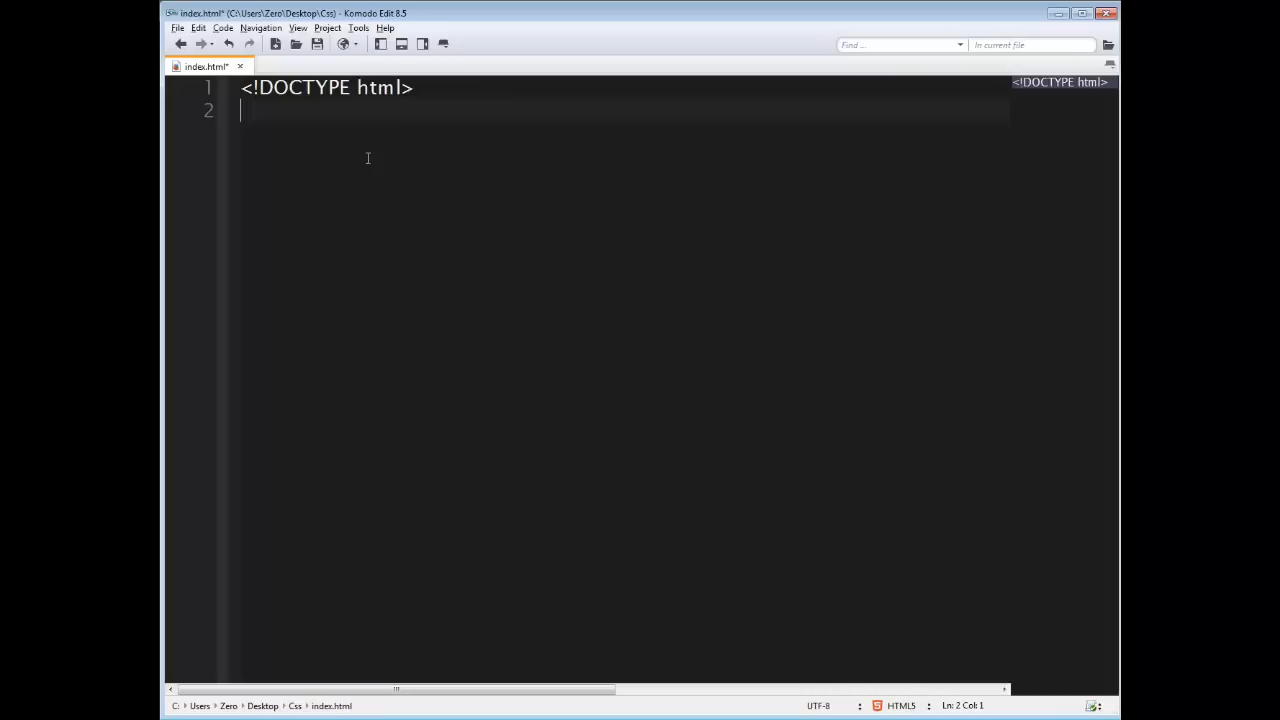 index.html* (C:\Users\Zero\Desktop\Css) - Komodo Edit 8.5
File Edit Code Navigation View Project Tools Help
Find ... In current file
index.html*
1 <!DOCTYPE html>
2
<!DOCTYPE html>
C: Users Zero Desktop Css index.html UTF-8 HTML5 Ln: 2 Col: 1